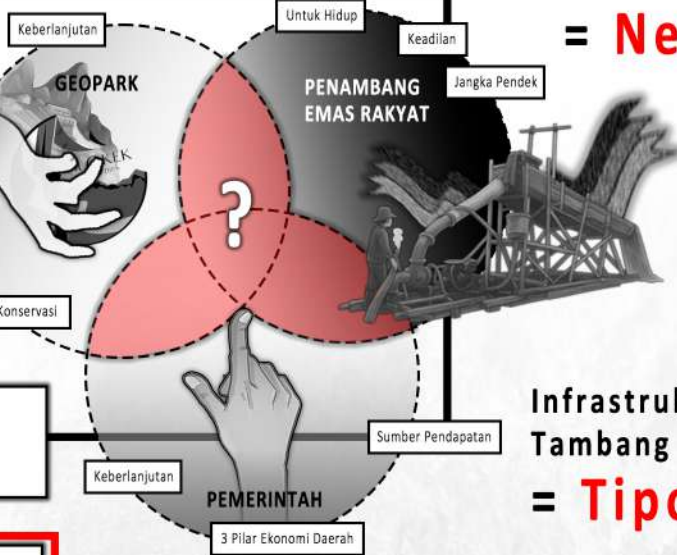 Keberlanjutan
Untuk Hidup
Keadilan
Jangka Pendek
GEOPARK
PENAMBANG
EMAS RAKYAT
= Ne
?
Konservasi
Sumber Pendapatan
Keberlanjutan
PEMERINTAH
3 Pilar Ekonomi Daerah
Tambang
= Tipo